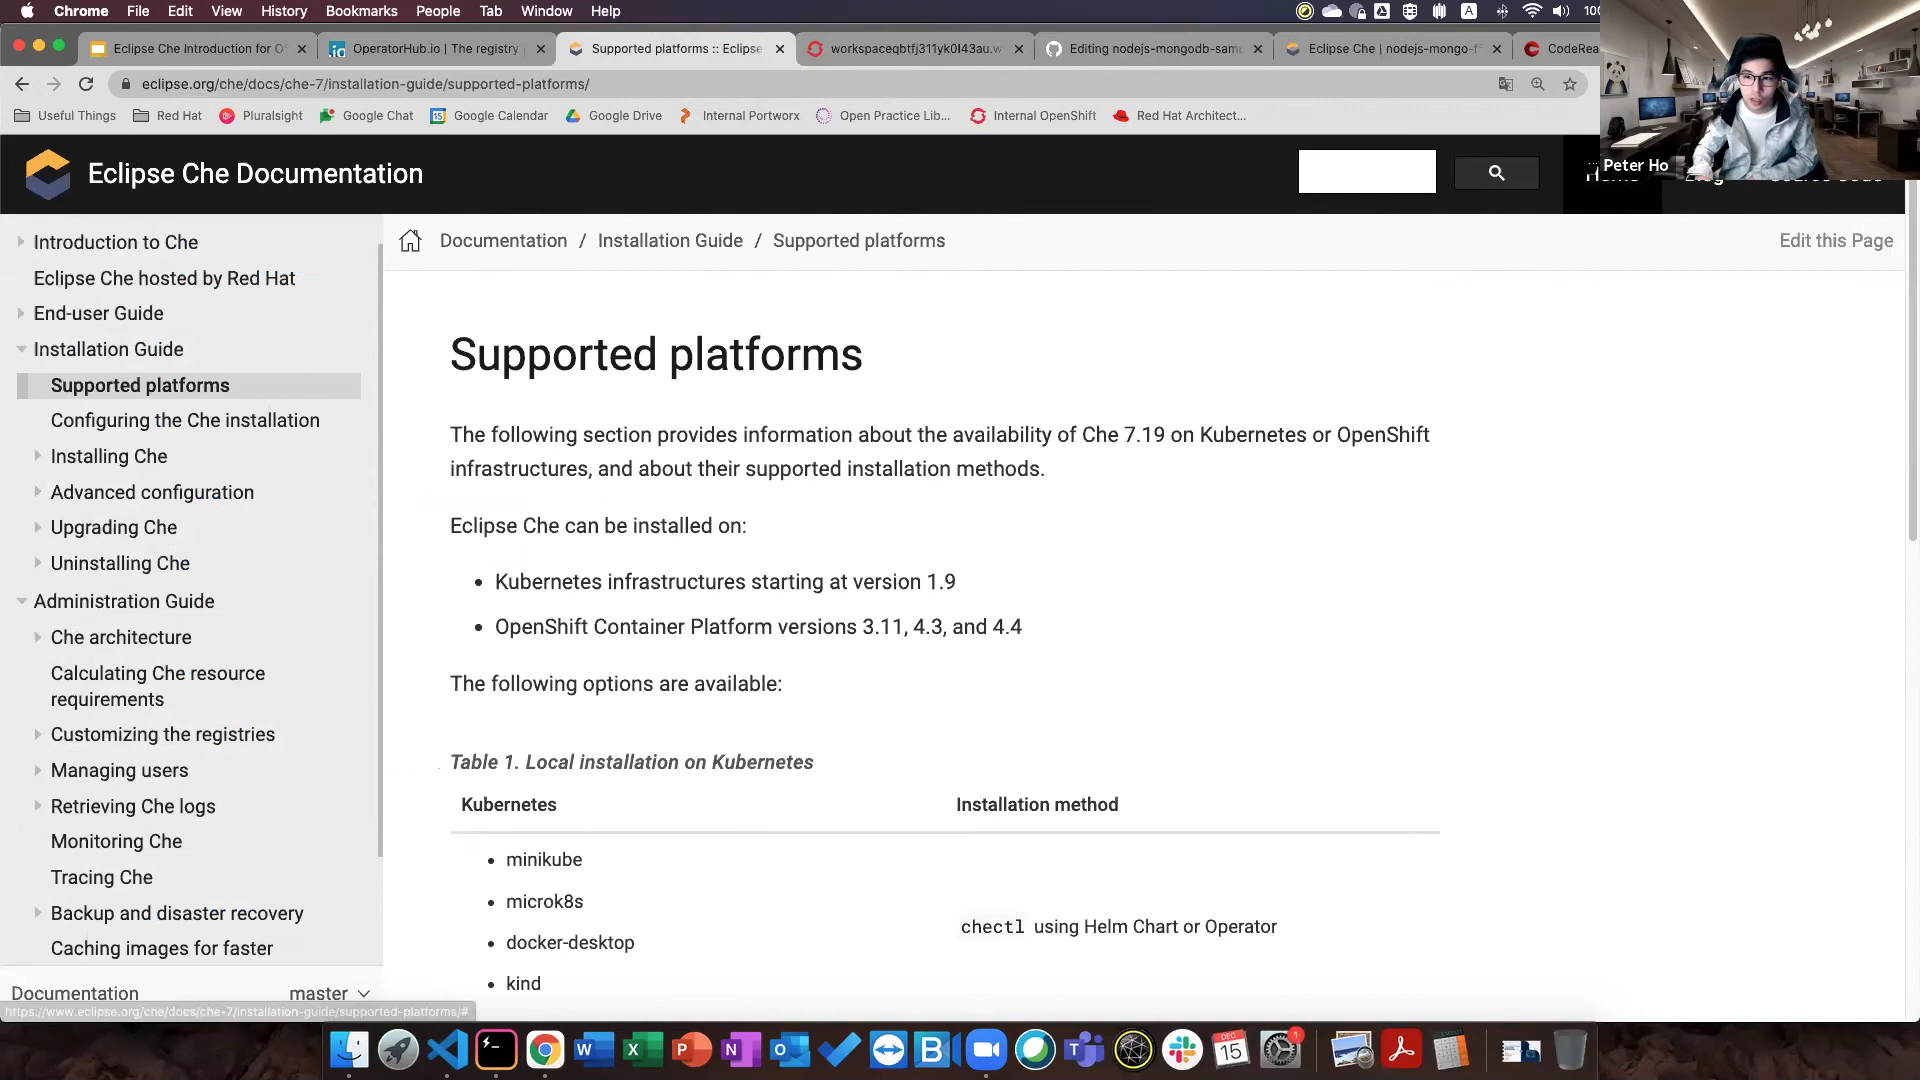 Chrome File Edit View History Bookmarks People Tab Window Help
Eclipse Che Introduction for O
OperatorHub.io | The registry
Supported platforms :: Eclipse
workspaceqbtfj311yk0l43au.w
Editing nodejs-mongodb-sam
Eclipse Che | nodejs-mongo-f
CodeRea
eclipse.org/che/docs/che-7/installation-guide/supported-platforms/
Useful Things Red Hat Pluralsight Google Chat Google Calendar Google Drive Internal Portworx Open Practice Lib... Internal OpenShift Red Hat Architect...
Peter Ho
Eclipse Che Documentation
Introduction to Che
Eclipse Che hosted by Red Hat
End-user Guide
Installation Guide
Supported platforms
Configuring the Che installation
Installing Che
Advanced configuration
Upgrading Che
Uninstalling Che
Administration Guide
Che architecture
Calculating Che resource
requirements
Customizing the registries
Managing users
Retrieving Che logs
Monitoring Che
Tracing Che
Backup and disaster recovery
Caching images for faster
Documentation master
https://www.eclipse.org/che/docs/che-7/installation-guide/supported-platforms/#
Documentation / Installation Guide / Supported platforms
Edit this Page
Supported platforms
The following section provides information about the availability of Che 7.19 on Kubernetes or OpenShift
infrastructures, and about their supported installation methods.
Eclipse Che can be installed on:
• Kubernetes infrastructures starting at version 1.9
• OpenShift Container Platform versions 3.11, 4.3, and 4.4
The following options are available:
Table 1. Local installation on Kubernetes
Kubernetes Installation method
• minikube
• microk8s
• docker-desktop
• kind
chectl using Helm Chart or Operator
DEC
15
1